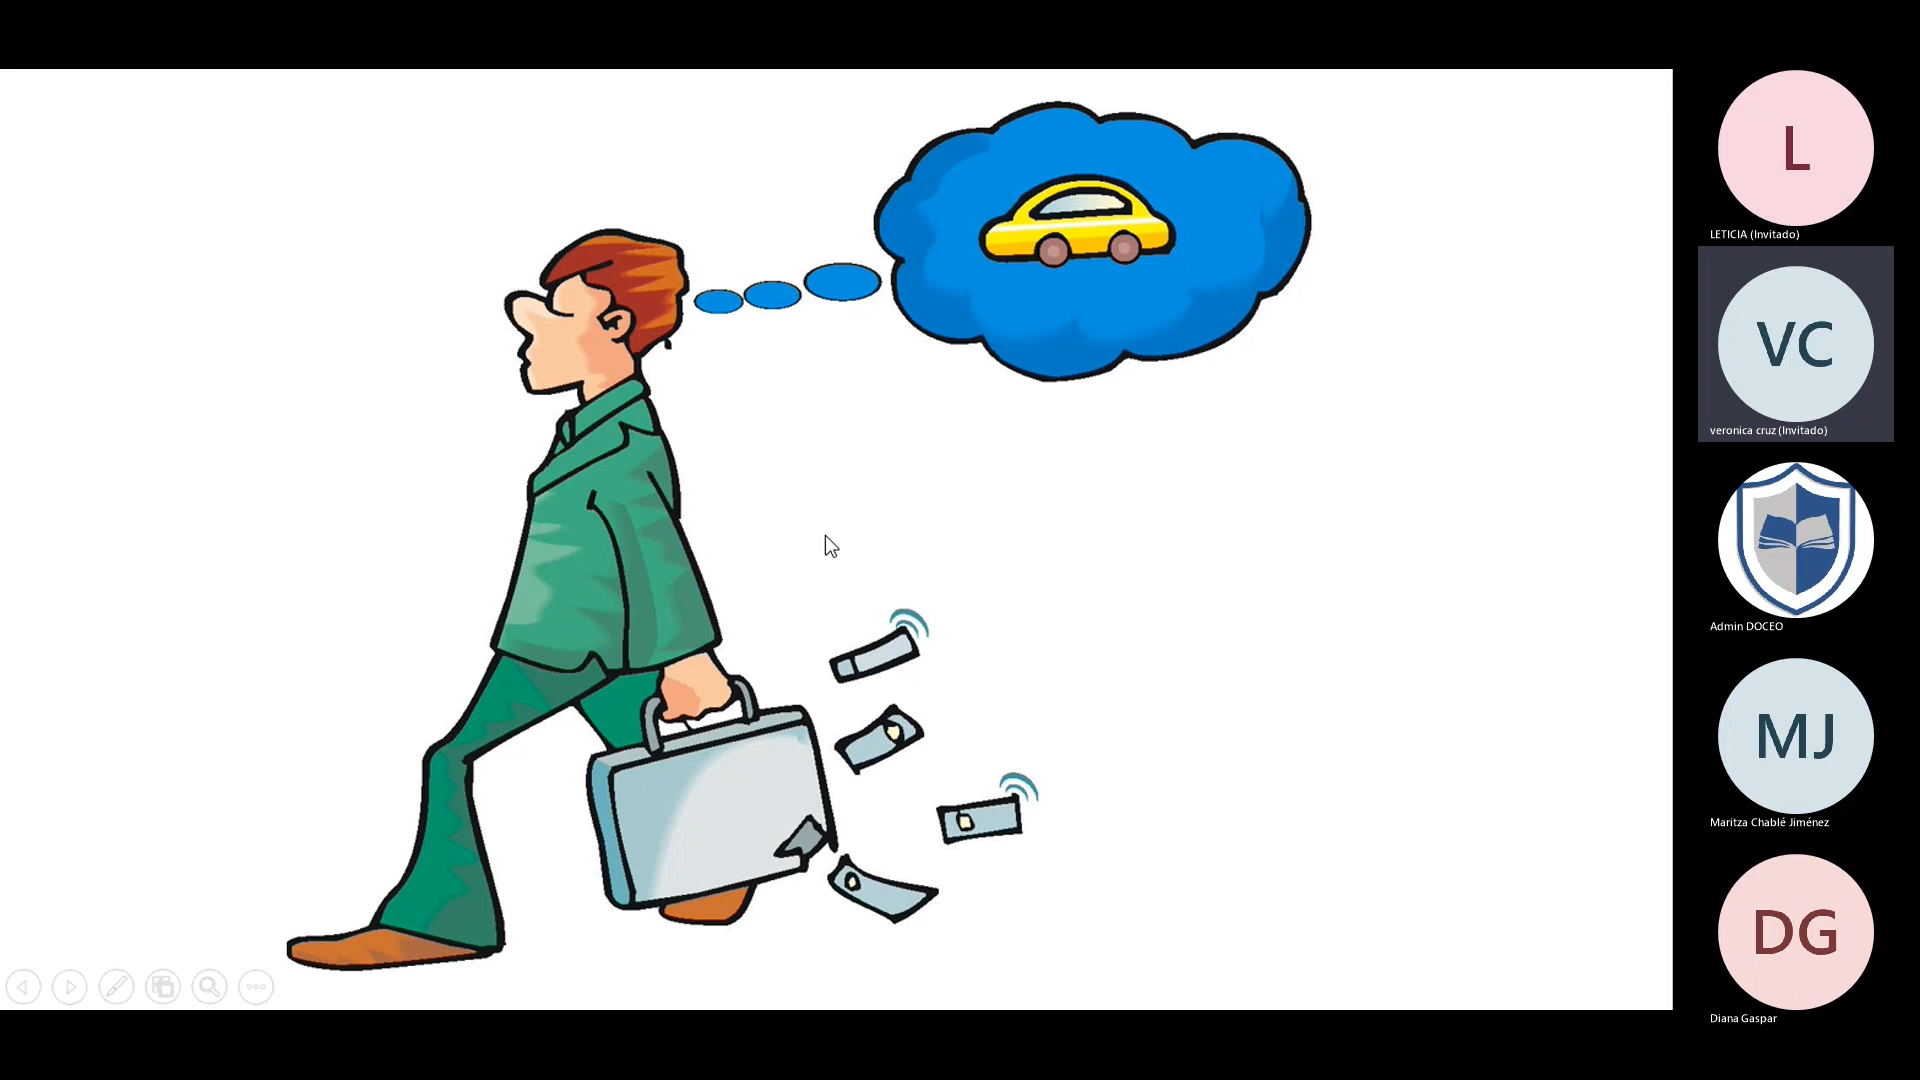 L
LETICIA (Invitado)
VC
veronica cruz (Invitado)
Admin DOCEO
MJ
Maritza Chablé Jiménez
DG
Diana Gaspar